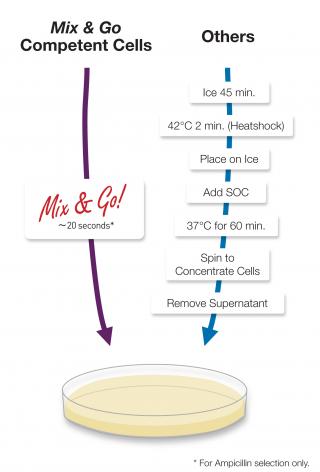 Mix & Go
Competent Cells
Others
Ice 45 min.
42°C 2 min. (Heatshock)
Place on Ice
Add SOC
37°C for 60 min.
Spin to
Concentrate Cells
Remove Supernatant
Mix & Go!
~20 seconds*
* For Ampicillin selection only.